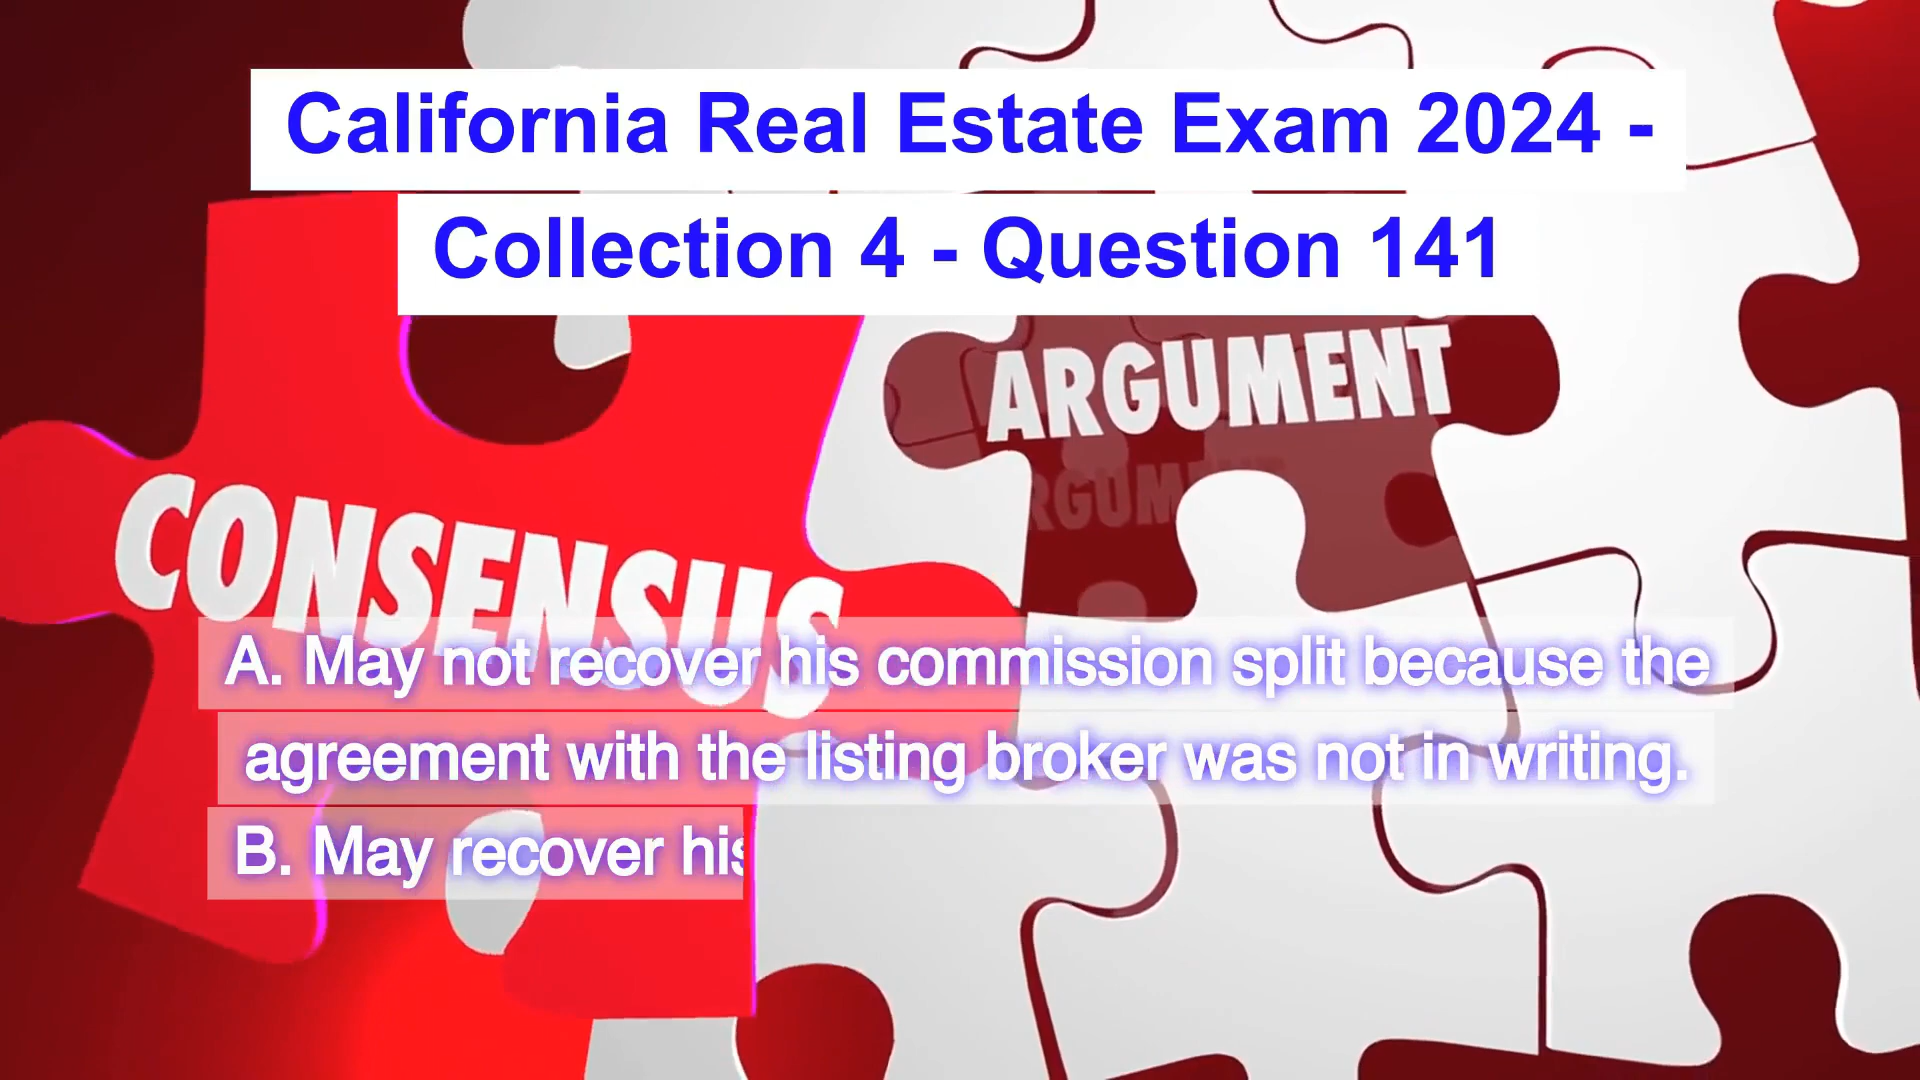 California Real Estate Exam 2024 -
Collection 4 - Question 141
ARGUMENT
CONSENSUS
A. May not recover his commission split because the
agreement with the listing broker was not in writing.
B. May recover his